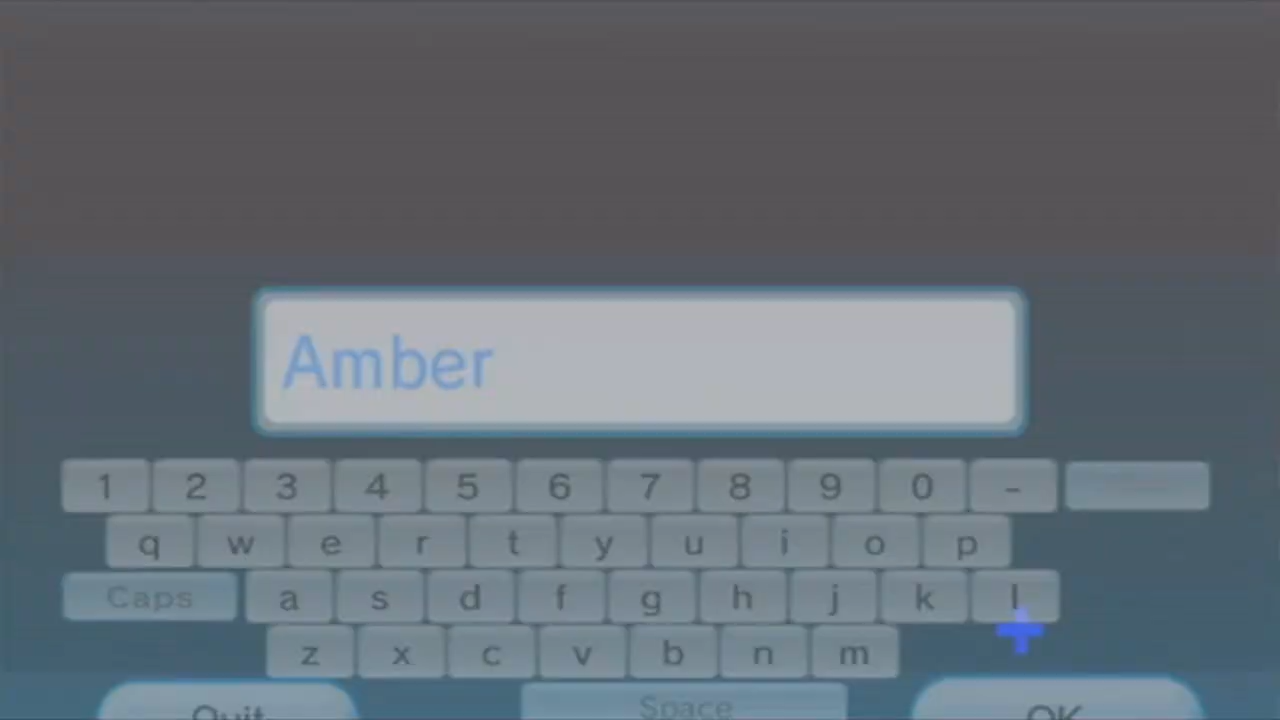 Amber
1 2 3 4 5 6 7 8 9 0 -
q w e r t y u i o p
Caps a s d f g h j k l
z x c v b n m
Quit Space OK